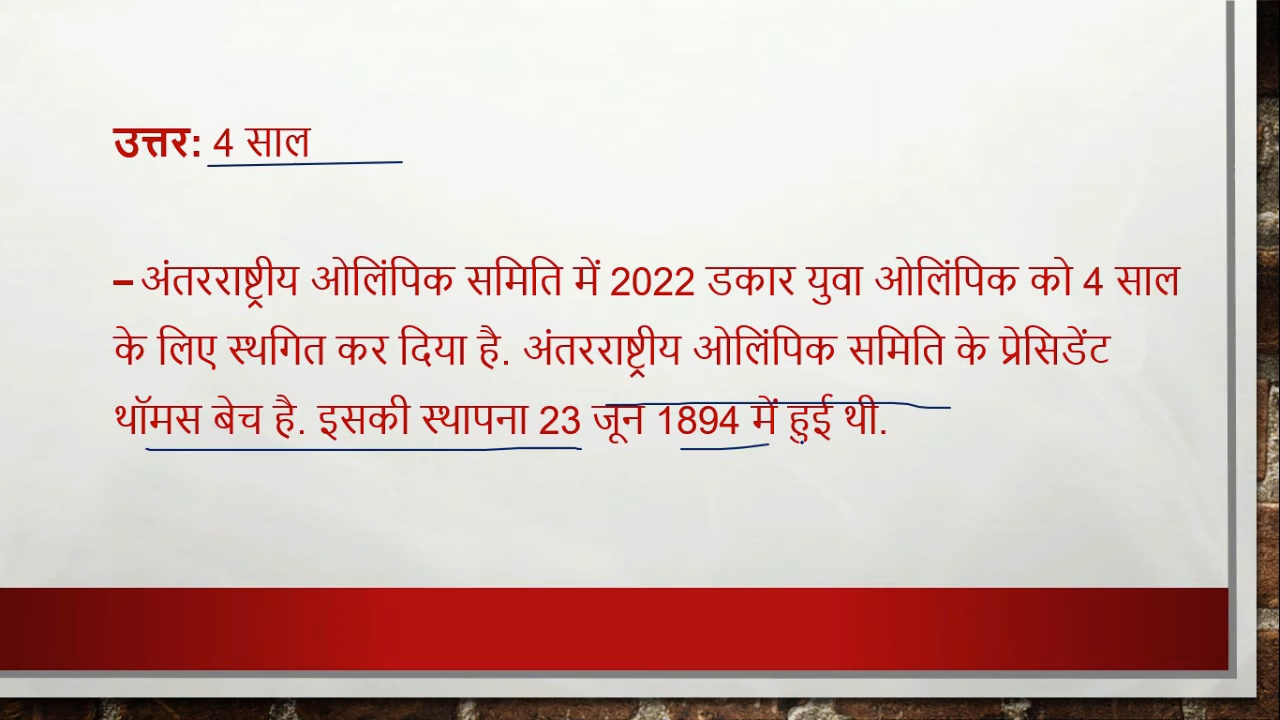 उत्तर: 4 साल
– अंतरराष्ट्रीय ओलिंपिक समिति में 2022 डकार युवा ओलिंपिक को 4 साल
के लिए स्थगित कर दिया है. अंतरराष्ट्रीय ओलिंपिक समिति के प्रेसिडेंट
थॉमस बेच है. इसकी स्थापना 23 जून 1894 में हुई थी.